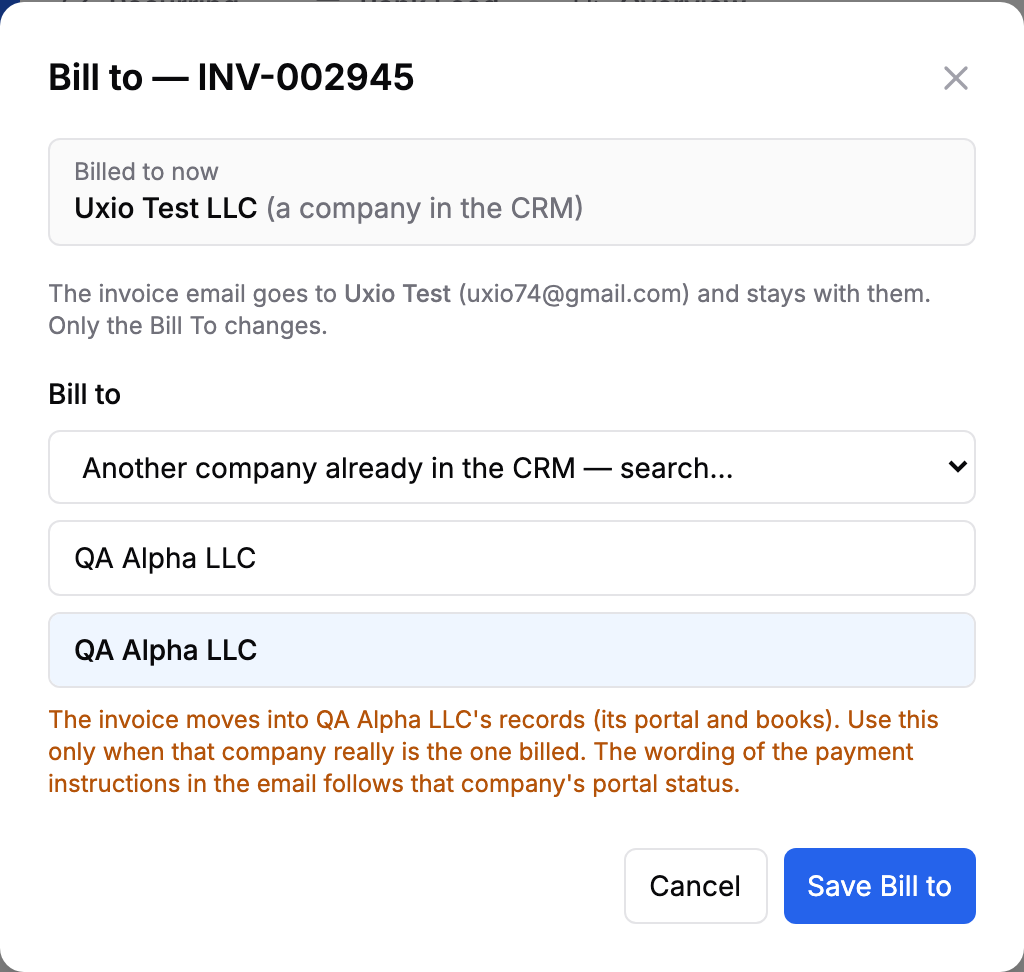 Bill to — INV-002945
Billed to now
Uxio Test LLC (a company in the CRM)
The invoice email goes to Uxio Test (uxio74@gmail.com) and stays with them.
Only the Bill To changes.
Bill to
Another company already in the CRM — search...
QA Alpha LLC
QA Alpha LLC
The invoice moves into QA Alpha LLC's records (its portal and books). Use this
only when that company really is the one billed. The wording of the payment
instructions in the email follows that company's portal status.
Cancel
Save Bill to